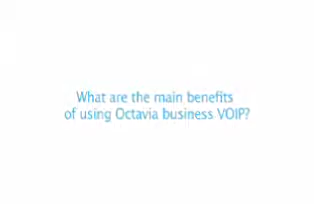 What are the main benefits
of using Octavia business VOIP?